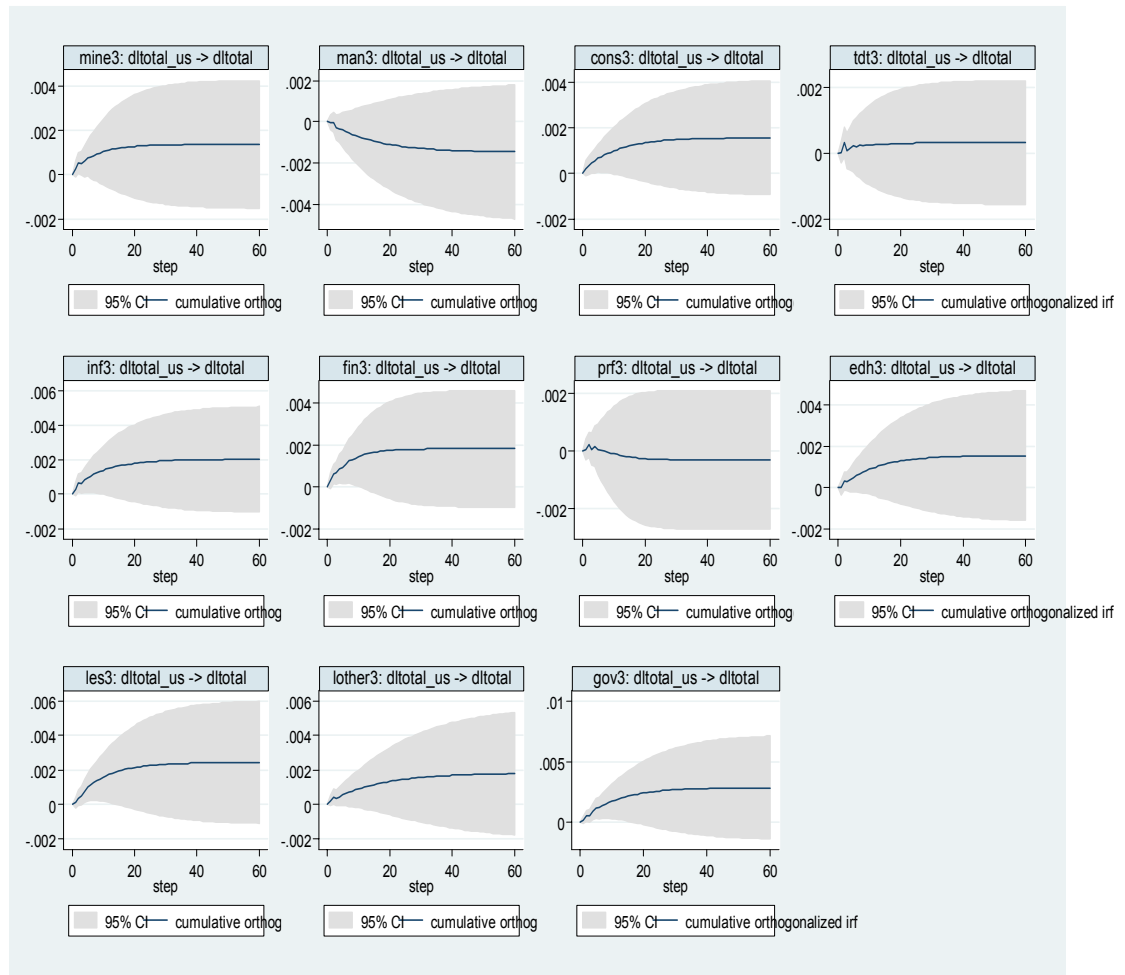 mine3: dltotal_us -> dltotal
man3: dltotal_us -> dltotal
cons3: dltotal_us -> dltotal
tdt3: dltotal_us -> dltotal
.004
.002
0
-.002
.002
0
-.002
-.004
.004
.002
0
-.002
.002
0
-.002
0 20 40 60
0 20 40 60
0 20 40 60
0 20 40 60
step
step
step
step
95% CI cumulative orthog
95% CI cumulative orthog
95% CI cumulative orthog
95% CI cumulative orthogonalized irf
inf3: dltotal_us -> dltotal
fin3: dltotal_us -> dltotal
prf3: dltotal_us -> dltotal
edh3: dltotal_us -> dltotal
.006
.004
.002
0
-.002
.004
.002
0
-.002
.002
0
-.002
.004
.002
0
-.002
0 20 40 60
0 20 40 60
0 20 40 60
0 20 40 60
step
step
step
step
95% CI cumulative orthog
95% CI cumulative orthog
95% CI cumulative orthog
95% CI cumulative orthogonalized irf
les3: dltotal_us -> dltotal
lother3: dltotal_us -> dltotal
gov3: dltotal_us -> dltotal
.006
.004
.002
0
-.002
.006
.004
.002
0
-.002
.01
.005
0
0 20 40 60
0 20 40 60
0 20 40 60
step
step
step
95% CI cumulative orthog
95% CI cumulative orthog
95% CI cumulative orthogonalized irf